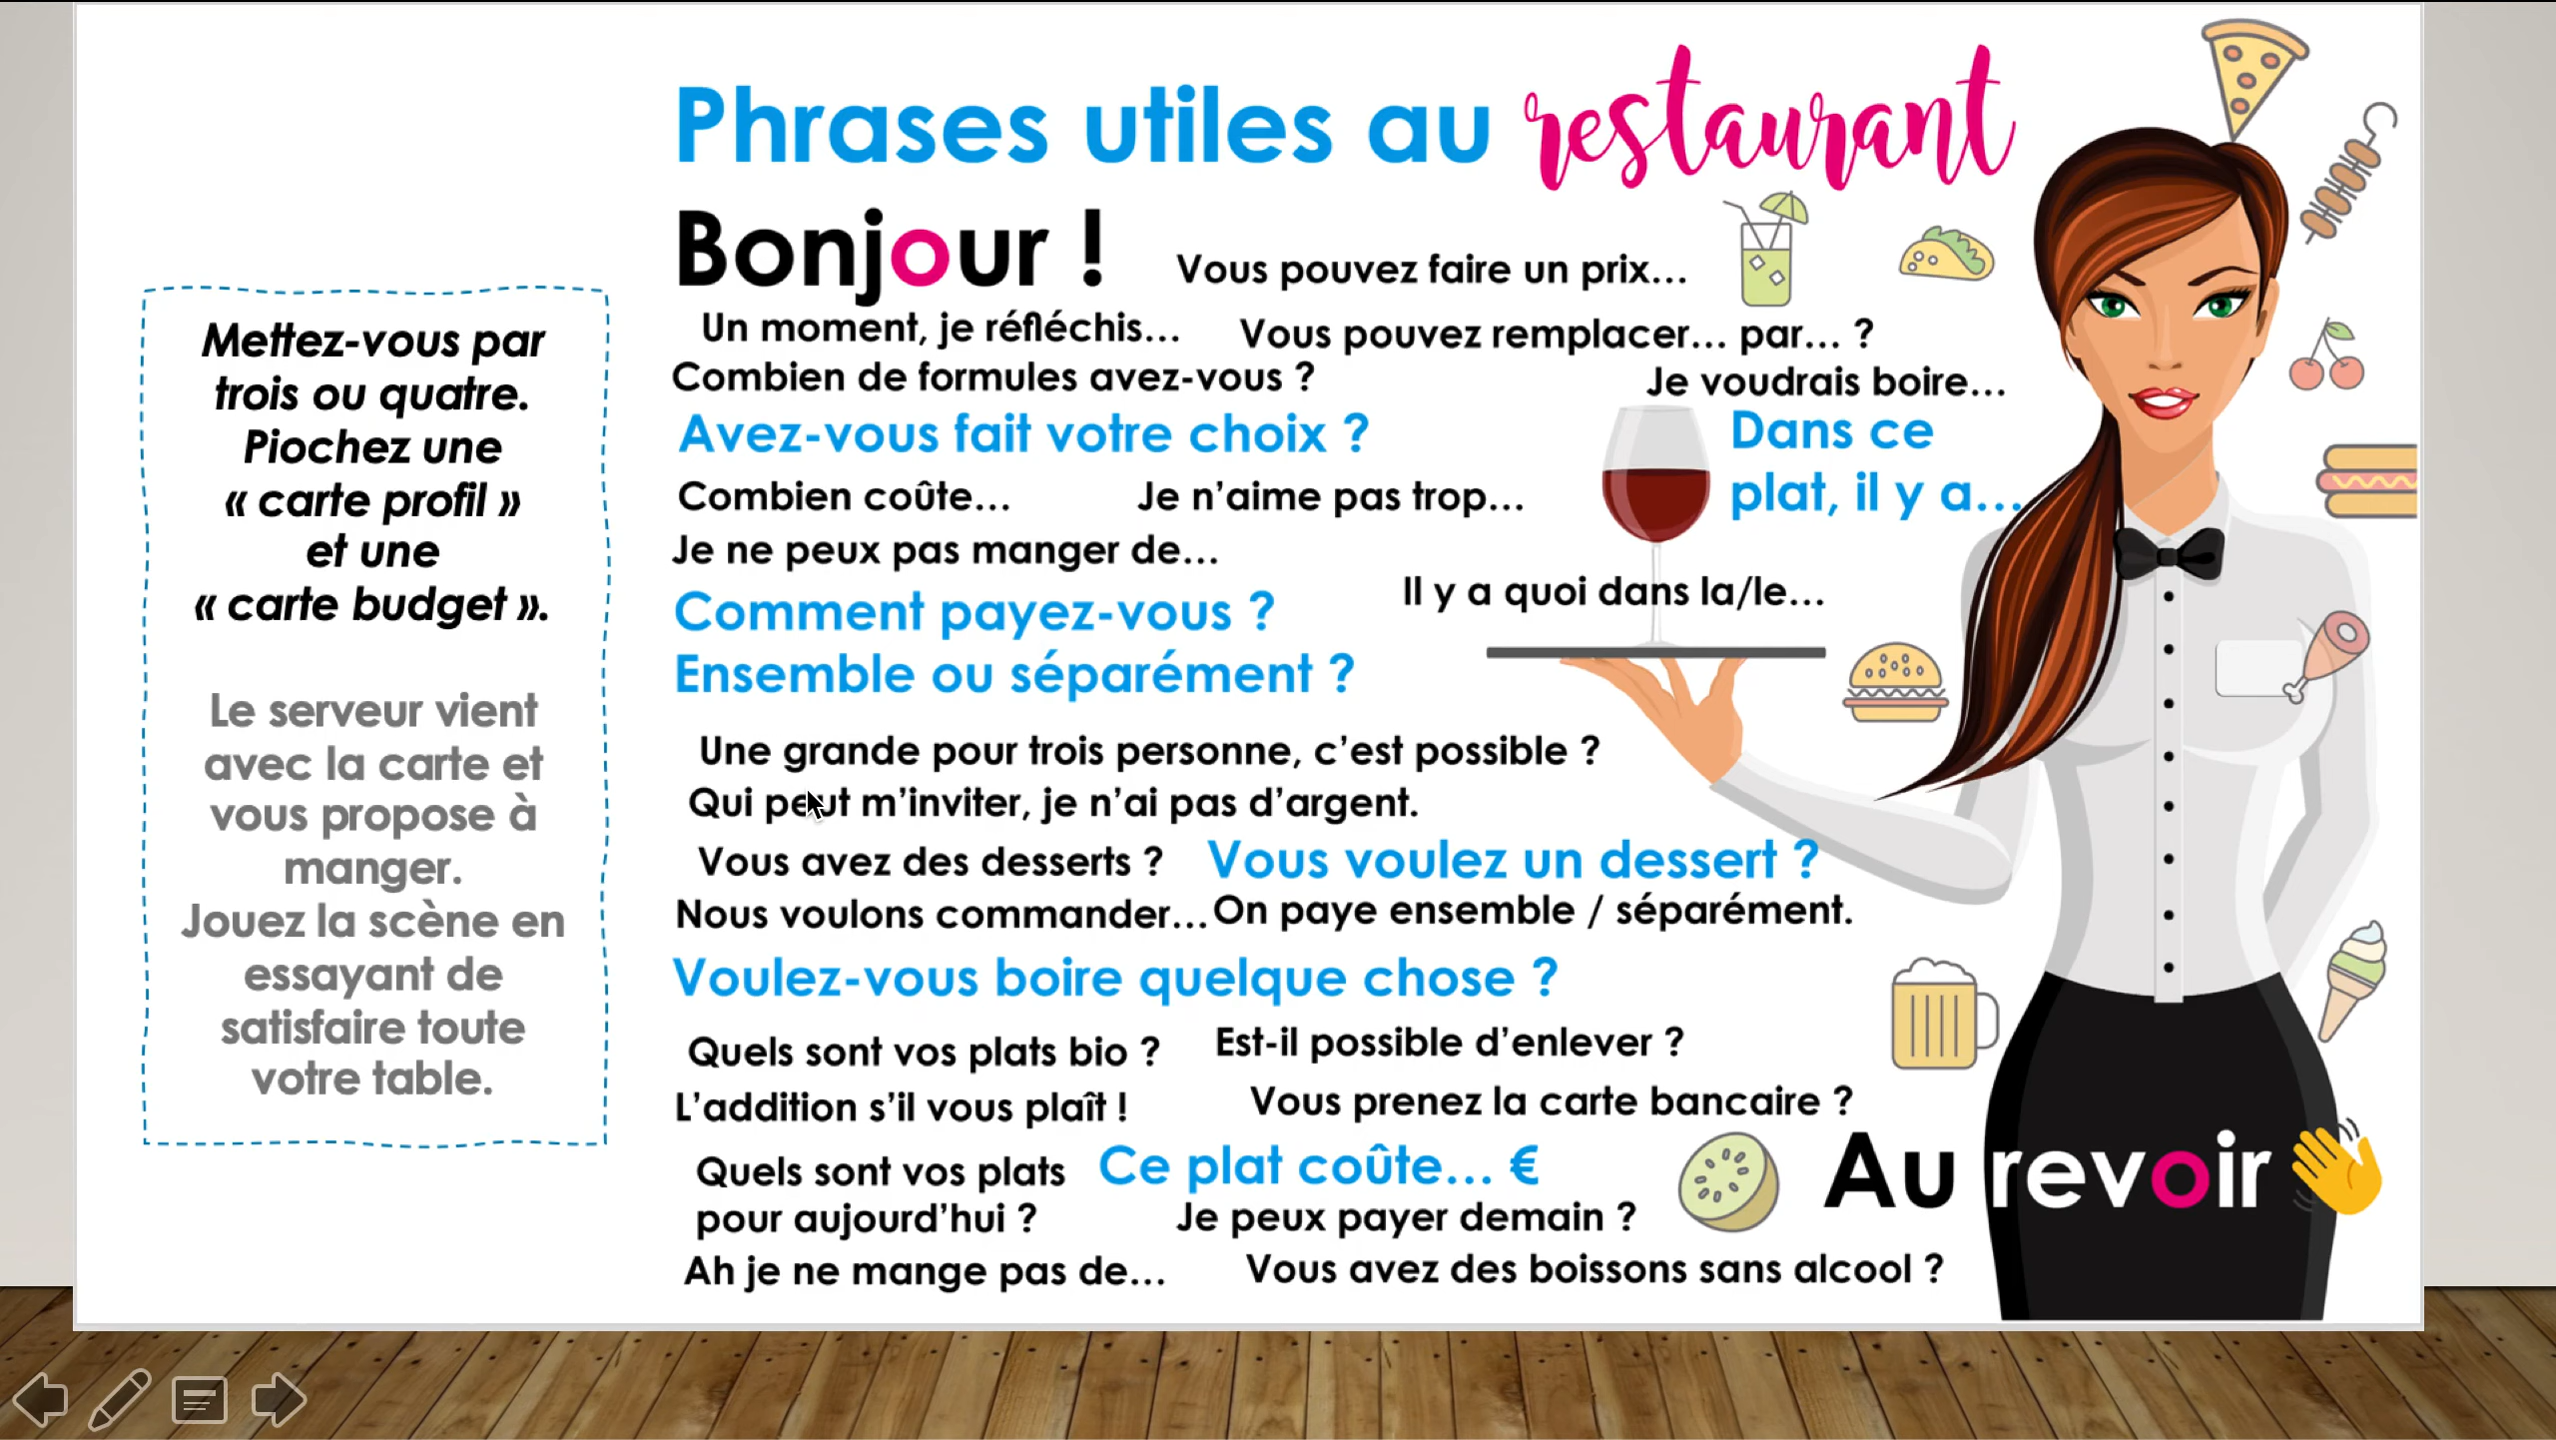 Phrases utiles au restaurant
Bonjour !
Vous pouvez faire un prix...
Un moment, je réfléchis...
Vous pouvez remplacer... par... ?
Combien de formules avez-vous ?
Je voudrais boire...
Avez-vous fait votre choix ?
Dans ce
plat, il y a...
Combien coûte...
Je n’aime pas trop...
Je ne peux pas manger de...
Il y a quoi dans la/le...
Comment payez-vous ?
Ensemble ou séparément ?
Une grande pour trois personne, c’est possible ?
Qui peut m’inviter, je n’ai pas d’argent.
Vous avez des desserts ?
Vous voulez un dessert ?
Nous voulons commander...
On paye ensemble / séparément.
Voulez-vous boire quelque chose ?
Quels sont vos plats bio ?
Est-il possible d’enlever ?
L’addition s’il vous plaît !
Vous prenez la carte bancaire ?
Quels sont vos plats
pour aujourd’hui ?
Ce plat coûte... €
Je peux payer demain ?
Au revoir
Ah je ne mange pas de...
Vous avez des boissons sans alcool ?
Mettez-vous par
trois ou quatre.
Piochez une
« carte profil »
et une
« carte budget ».
Le serveur vient
avec la carte et
vous propose à
manger.
Jouez la scène en
essayant de
satisfaire toute
votre table.